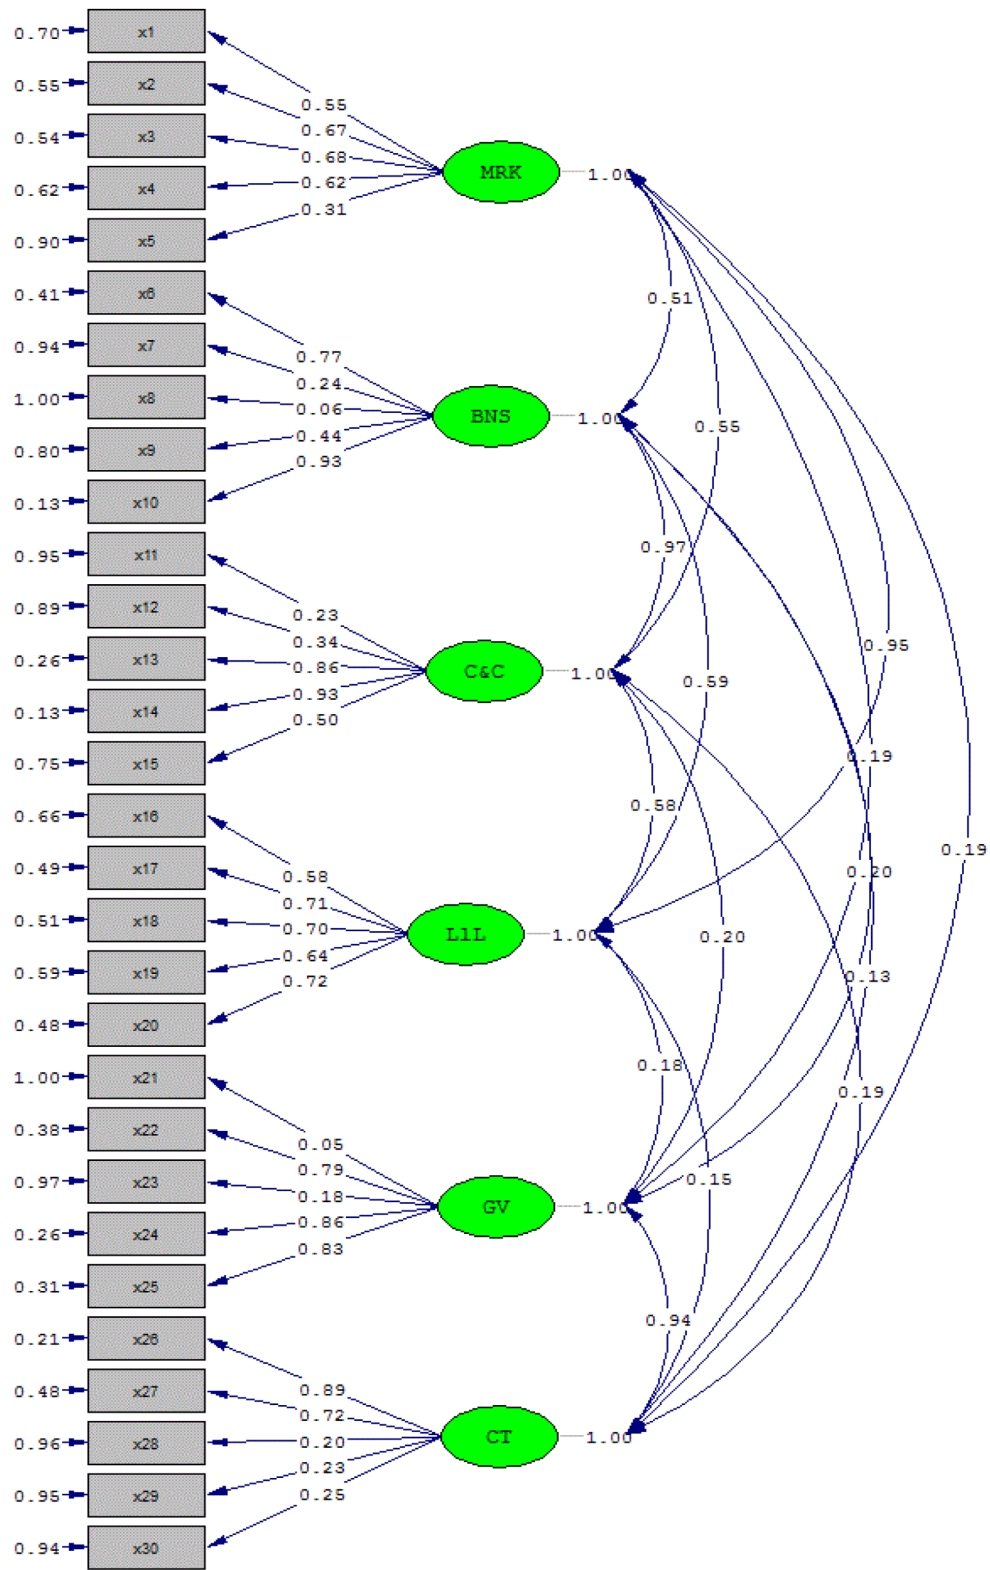 0.70 x1
0.55
0.55 x2
0.67
0.54 x3
0.68
MRK 1.00
0.62 x4
0.62
0.31
0.90 x5
0.41 x6
0.51
0.94 x7
0.77
0.24
1.00 x8
0.06
BNS 1.00
0.55
0.44
0.80 x9
0.93
0.13 x10
0.97
0.95 x11
0.89 x12
0.23
0.34
0.95
0.26 x13
0.86
C&C 1.00
0.59
0.93
0.13 x14
0.50
0.19
0.75 x15
0.58
0.66 x16
0.19
0.49 x17
0.58
0.20
0.71
0.51 x18
0.70
L1L 1.00
0.20
0.64
0.59 x19
0.13
0.72
0.48 x20
0.18
1.00 x21
0.19
0.38 x22
0.05
0.79
0.15
0.97 x23
0.18
GV 1.00
0.86
0.26 x24
0.83
0.31 x25
0.94
0.21 x26
0.48 x27
0.89
0.72
CT 1.00
0.96 x28
0.20
0.23
0.95 x29
0.25
0.94 x30